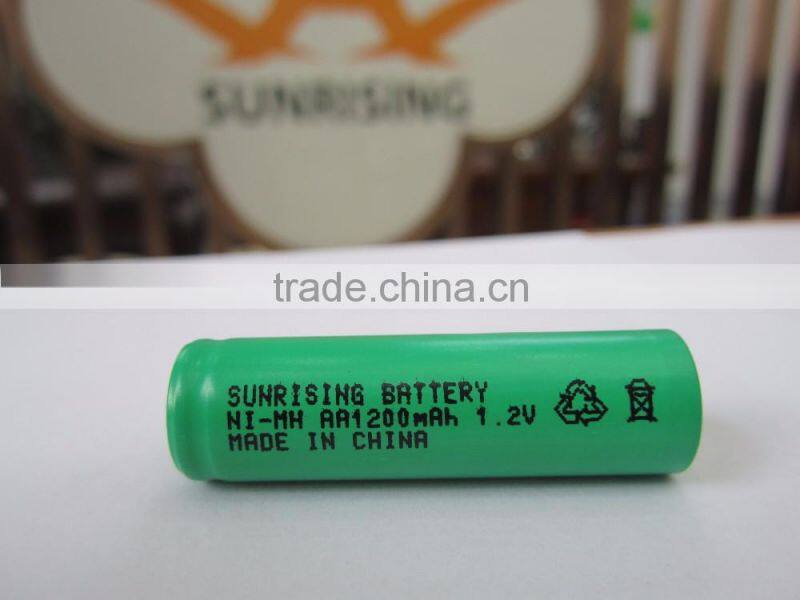 SUNRISING
trade.china.cn
SUNRISING BATTERY
NI-MH AA1200mAh 1.2V
MADE IN CHINA